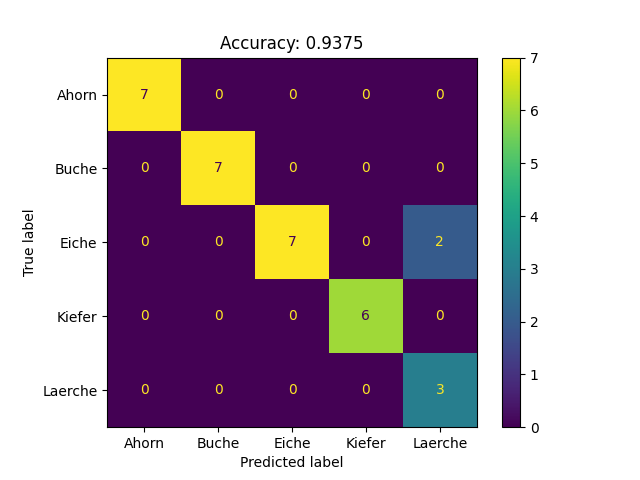 Accuracy: 0.9375
True label
Ahorn 7 0 0 0 0
Buche 0 7 0 0 0
Eiche 0 0 7 0 2
Kiefer 0 0 0 6 0
Laerche 0 0 0 0 3
Ahorn Buche Eiche Kiefer Laerche
Predicted label
7
6
5
4
3
2
1
0